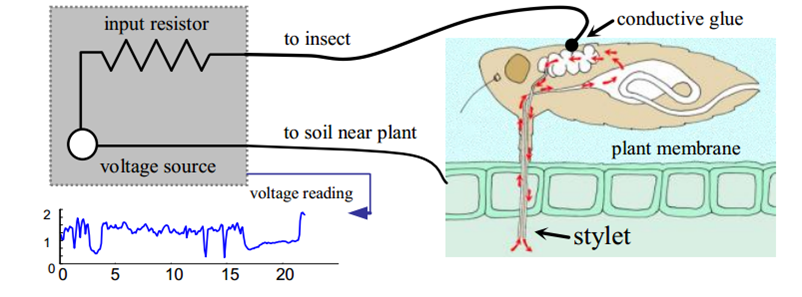 input resistor
to insect
conductive glue
to soil near plant
voltage source
plant membrane
voltage reading
stylet
2
1
0
0 5 10 15 20